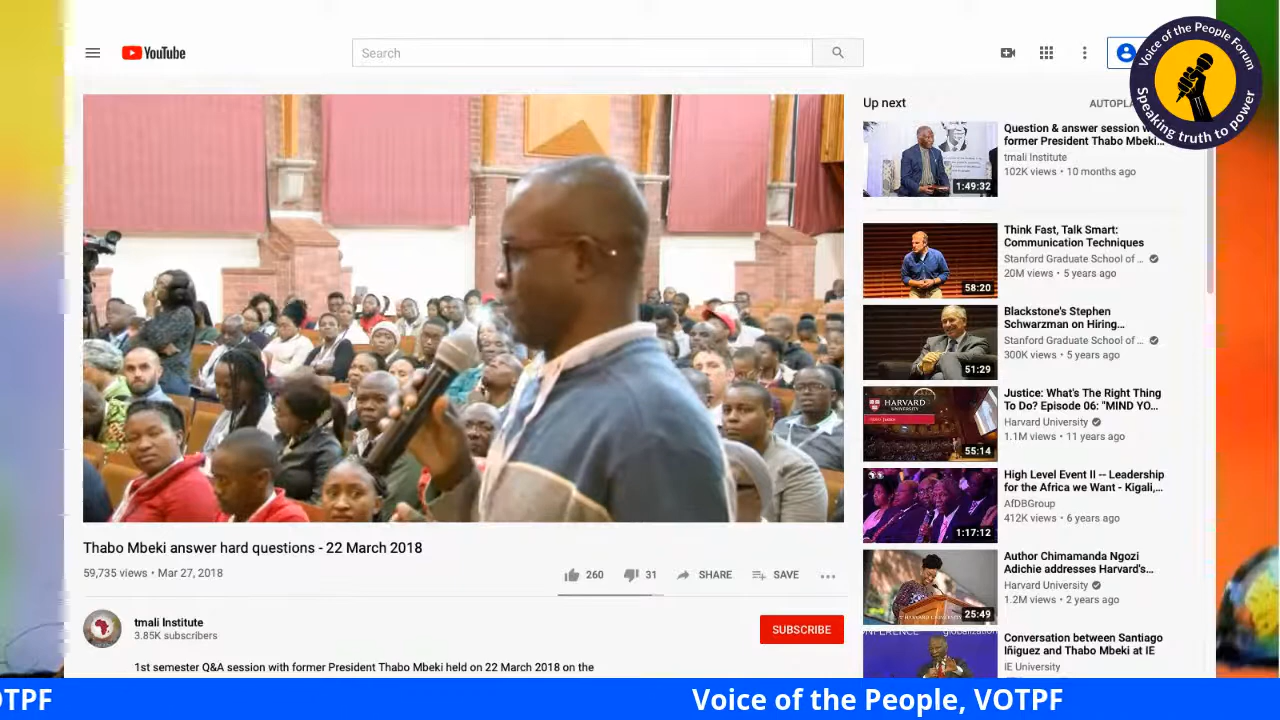 YouTube
Search
Voice of the People Forum
Speaking truth to power
Up next
AUTOPLA
Question & answer session w
former President Thabo Mbeki...
tmali Institute
102K views • 10 months ago
1:49:32
Think Fast, Talk Smart:
Communication Techniques
Stanford Graduate School of ...
20M views • 5 years ago
58:20
Blackstone's Stephen
Schwarzman on Hiring...
Stanford Graduate School of ...
300K views • 5 years ago
51:29
Justice: What's The Right Thing
To Do? Episode 06: "MIND YO...
Harvard University
1.1M views • 11 years ago
HARVARD
UNIVERSITY
55:14
High Level Event II -- Leadership
for the Africa we Want - Kigali,...
AfDBGroup
412K views • 6 years ago
1:17:12
Author Chimamanda Ngozi
Adichie addresses Harvard's...
Harvard University
1.2M views • 2 years ago
25:49
Conversation between Santiago
Iñiguez and Thabo Mbeki at IE
IE University
Thabo Mbeki answer hard questions - 22 March 2018
59,735 views • Mar 27, 2018
260
31
SHARE
SAVE
tmali Institute
3.85K subscribers
SUBSCRIBE
1st semester Q&A session with former President Thabo Mbeki held on 22 March 2018 on the
OTPF
Voice of the People, VOTPF